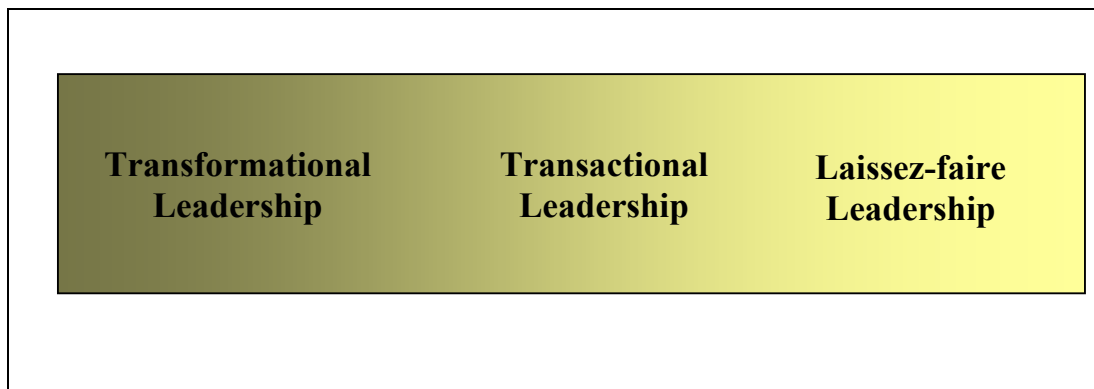 Transformational
Leadership
Transactional
Leadership
Laissez-faire
Leadership